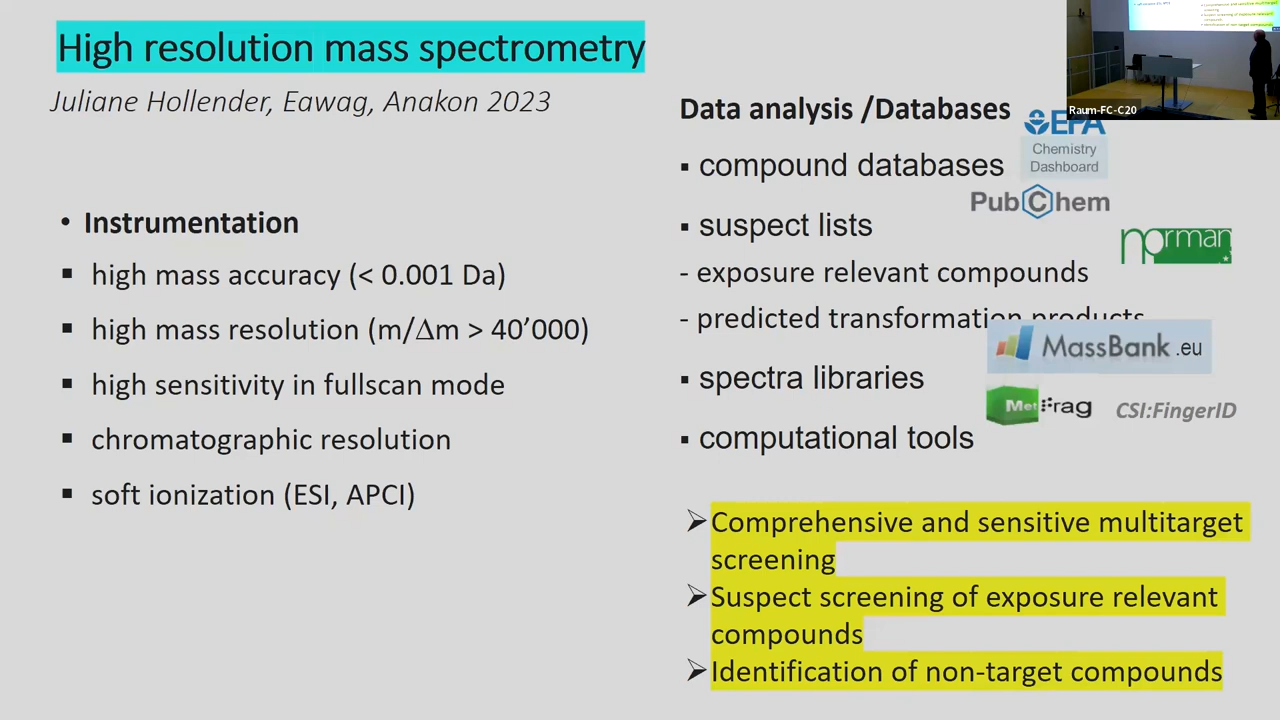 High resolution mass spectrometry
Juliane Hollender, Eawag, Anakon 2023
• Instrumentation
▪ high mass accuracy (< 0.001 Da)
▪ high mass resolution (m/Δm > 40’000)
▪ high sensitivity in fullscan mode
▪ chromatographic resolution
▪ soft ionization (ESI, APCI)
Raum-FC-C20
Data analysis /Databases
EPA
Chemistry
Dashboard
▪ compound databases
PubChem
▪ suspect lists
norman
- exposure relevant compounds
- predicted transformation products
MassBank.eu
▪ spectra libraries
MetFrag
CSI:FingerID
▪ computational tools
➢ Comprehensive and sensitive multitarget
screening
➢ Suspect screening of exposure relevant
compounds
➢ Identification of non-target compounds